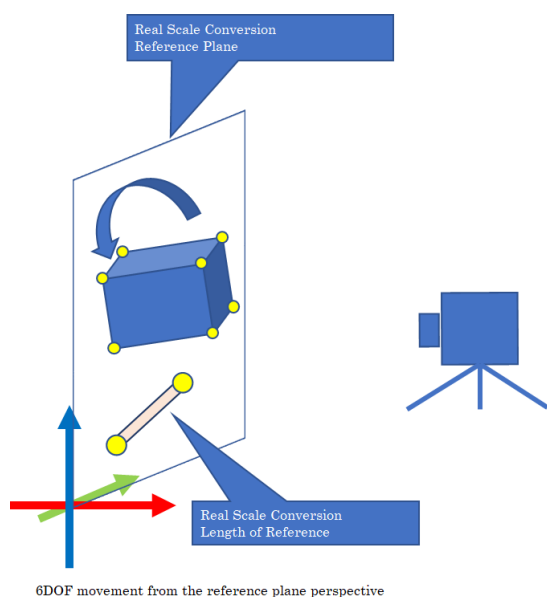 Real Scale Conversion
Reference Plane
Real Scale Conversion
Length of Reference
6DOF movement from the reference plane perspective